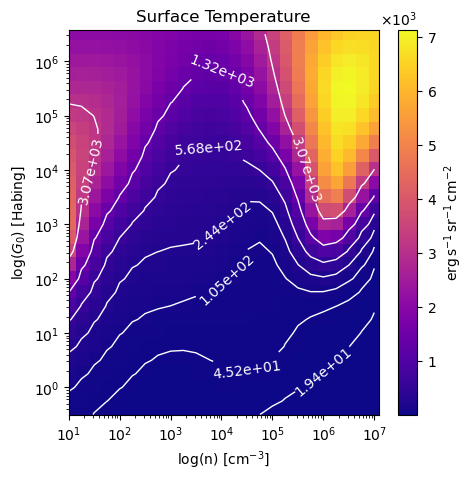 Surface Temperature
×10³
7
6
5
4
3
2
1
erg s⁻¹ sr⁻¹ cm⁻²
10⁶
10⁵
10⁴
10³
10²
10¹
10⁰
log(G₀) [Habing]
1.32e+03
5.68e+02
3.07e+03
3.07e+03
2.44e+02
1.05e+02
4.52e+01
1.94e+01
10¹ 10² 10³ 10⁴ 10⁵ 10⁶ 10⁷
log(n) [cm⁻³]